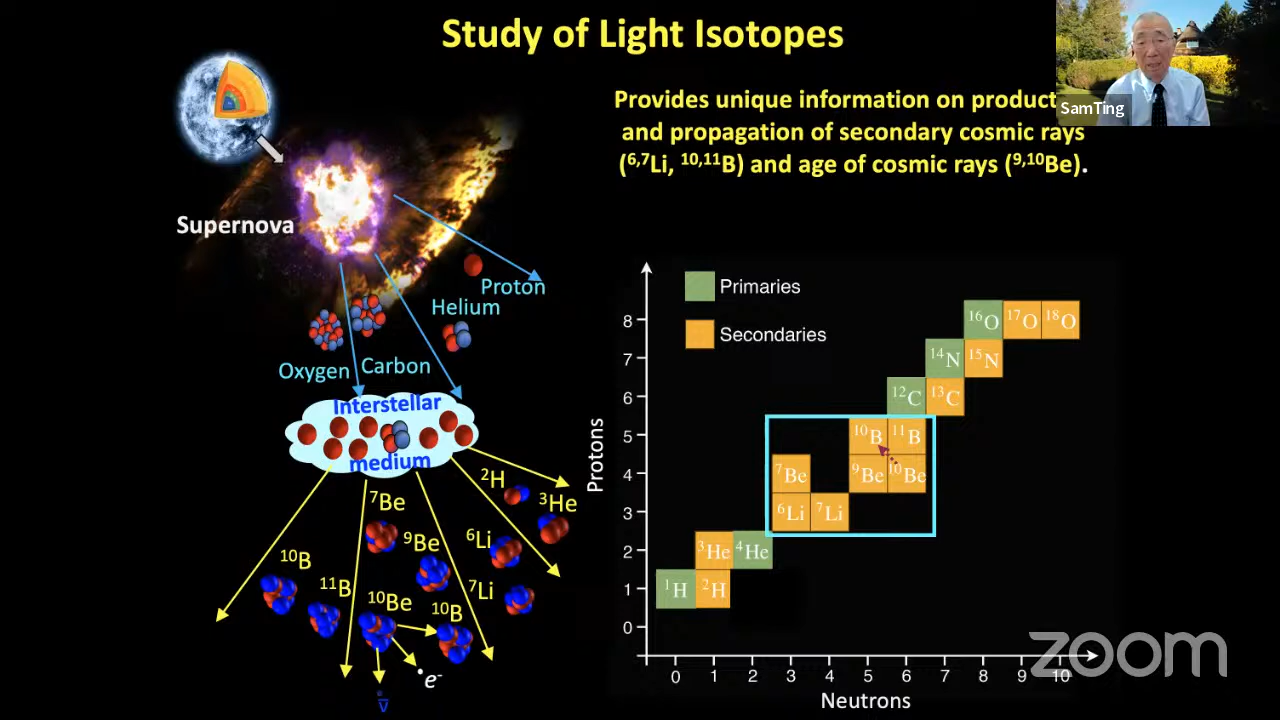 Study of Light Isotopes
SamTing
Provides unique information on product
and propagation of secondary cosmic rays
(⁶,⁷Li, ¹⁰,¹¹B) and age of cosmic rays (⁹,¹⁰Be).
Supernova
Proton
Helium
Oxygen
Carbon
Interstellar
medium
²H
³He
⁷Be
⁹Be
⁶Li
⁷Li
¹⁰B
¹¹B
¹⁰Be
¹⁰B
e⁻
ν̄
Primaries
Secondaries
Protons
8
7
6
5
4
3
2
1
0
¹⁶O ¹⁷O ¹⁸O
¹⁴N ¹⁵N
¹²C ¹³C
¹⁰B ¹¹B
⁷Be ⁹Be ¹⁰Be
⁶Li ⁷Li
³He ⁴He
¹H ²H
0 1 2 3 4 5 6 7 8 9 10
Neutrons
zoom